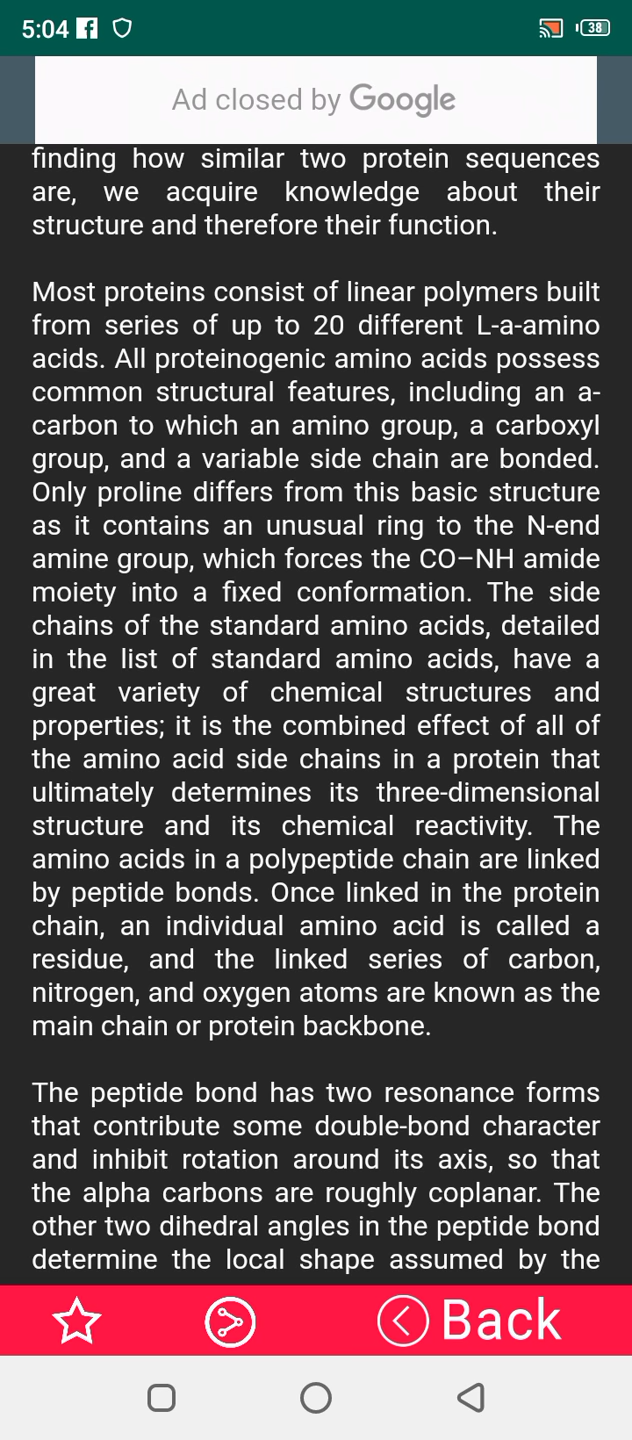 5:04
38
Ad closed by Google
finding how similar two protein sequences
are, we acquire knowledge about their
structure and therefore their function.
Most proteins consist of linear polymers built
from series of up to 20 different L-a-amino
acids. All proteinogenic amino acids possess
common structural features, including an a-
carbon to which an amino group, a carboxyl
group, and a variable side chain are bonded.
Only proline differs from this basic structure
as it contains an unusual ring to the N-end
amine group, which forces the CO–NH amide
moiety into a fixed conformation. The side
chains of the standard amino acids, detailed
in the list of standard amino acids, have a
great variety of chemical structures and
properties; it is the combined effect of all of
the amino acid side chains in a protein that
ultimately determines its three-dimensional
structure and its chemical reactivity. The
amino acids in a polypeptide chain are linked
by peptide bonds. Once linked in the protein
chain, an individual amino acid is called a
residue, and the linked series of carbon,
nitrogen, and oxygen atoms are known as the
main chain or protein backbone.
The peptide bond has two resonance forms
that contribute some double-bond character
and inhibit rotation around its axis, so that
the alpha carbons are roughly coplanar. The
other two dihedral angles in the peptide bond
determine the local shape assumed by the
Back